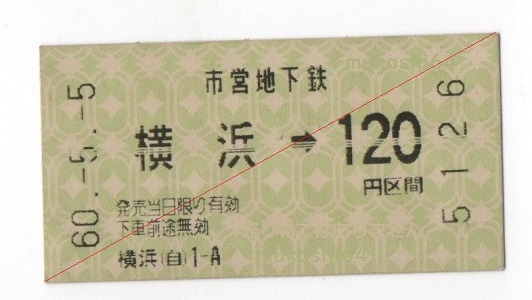 市営地下鉄
横浜➡120
円区間
発売当日限り有効
下車前途無効
横浜(自)1-A
60.-5.-5
5126